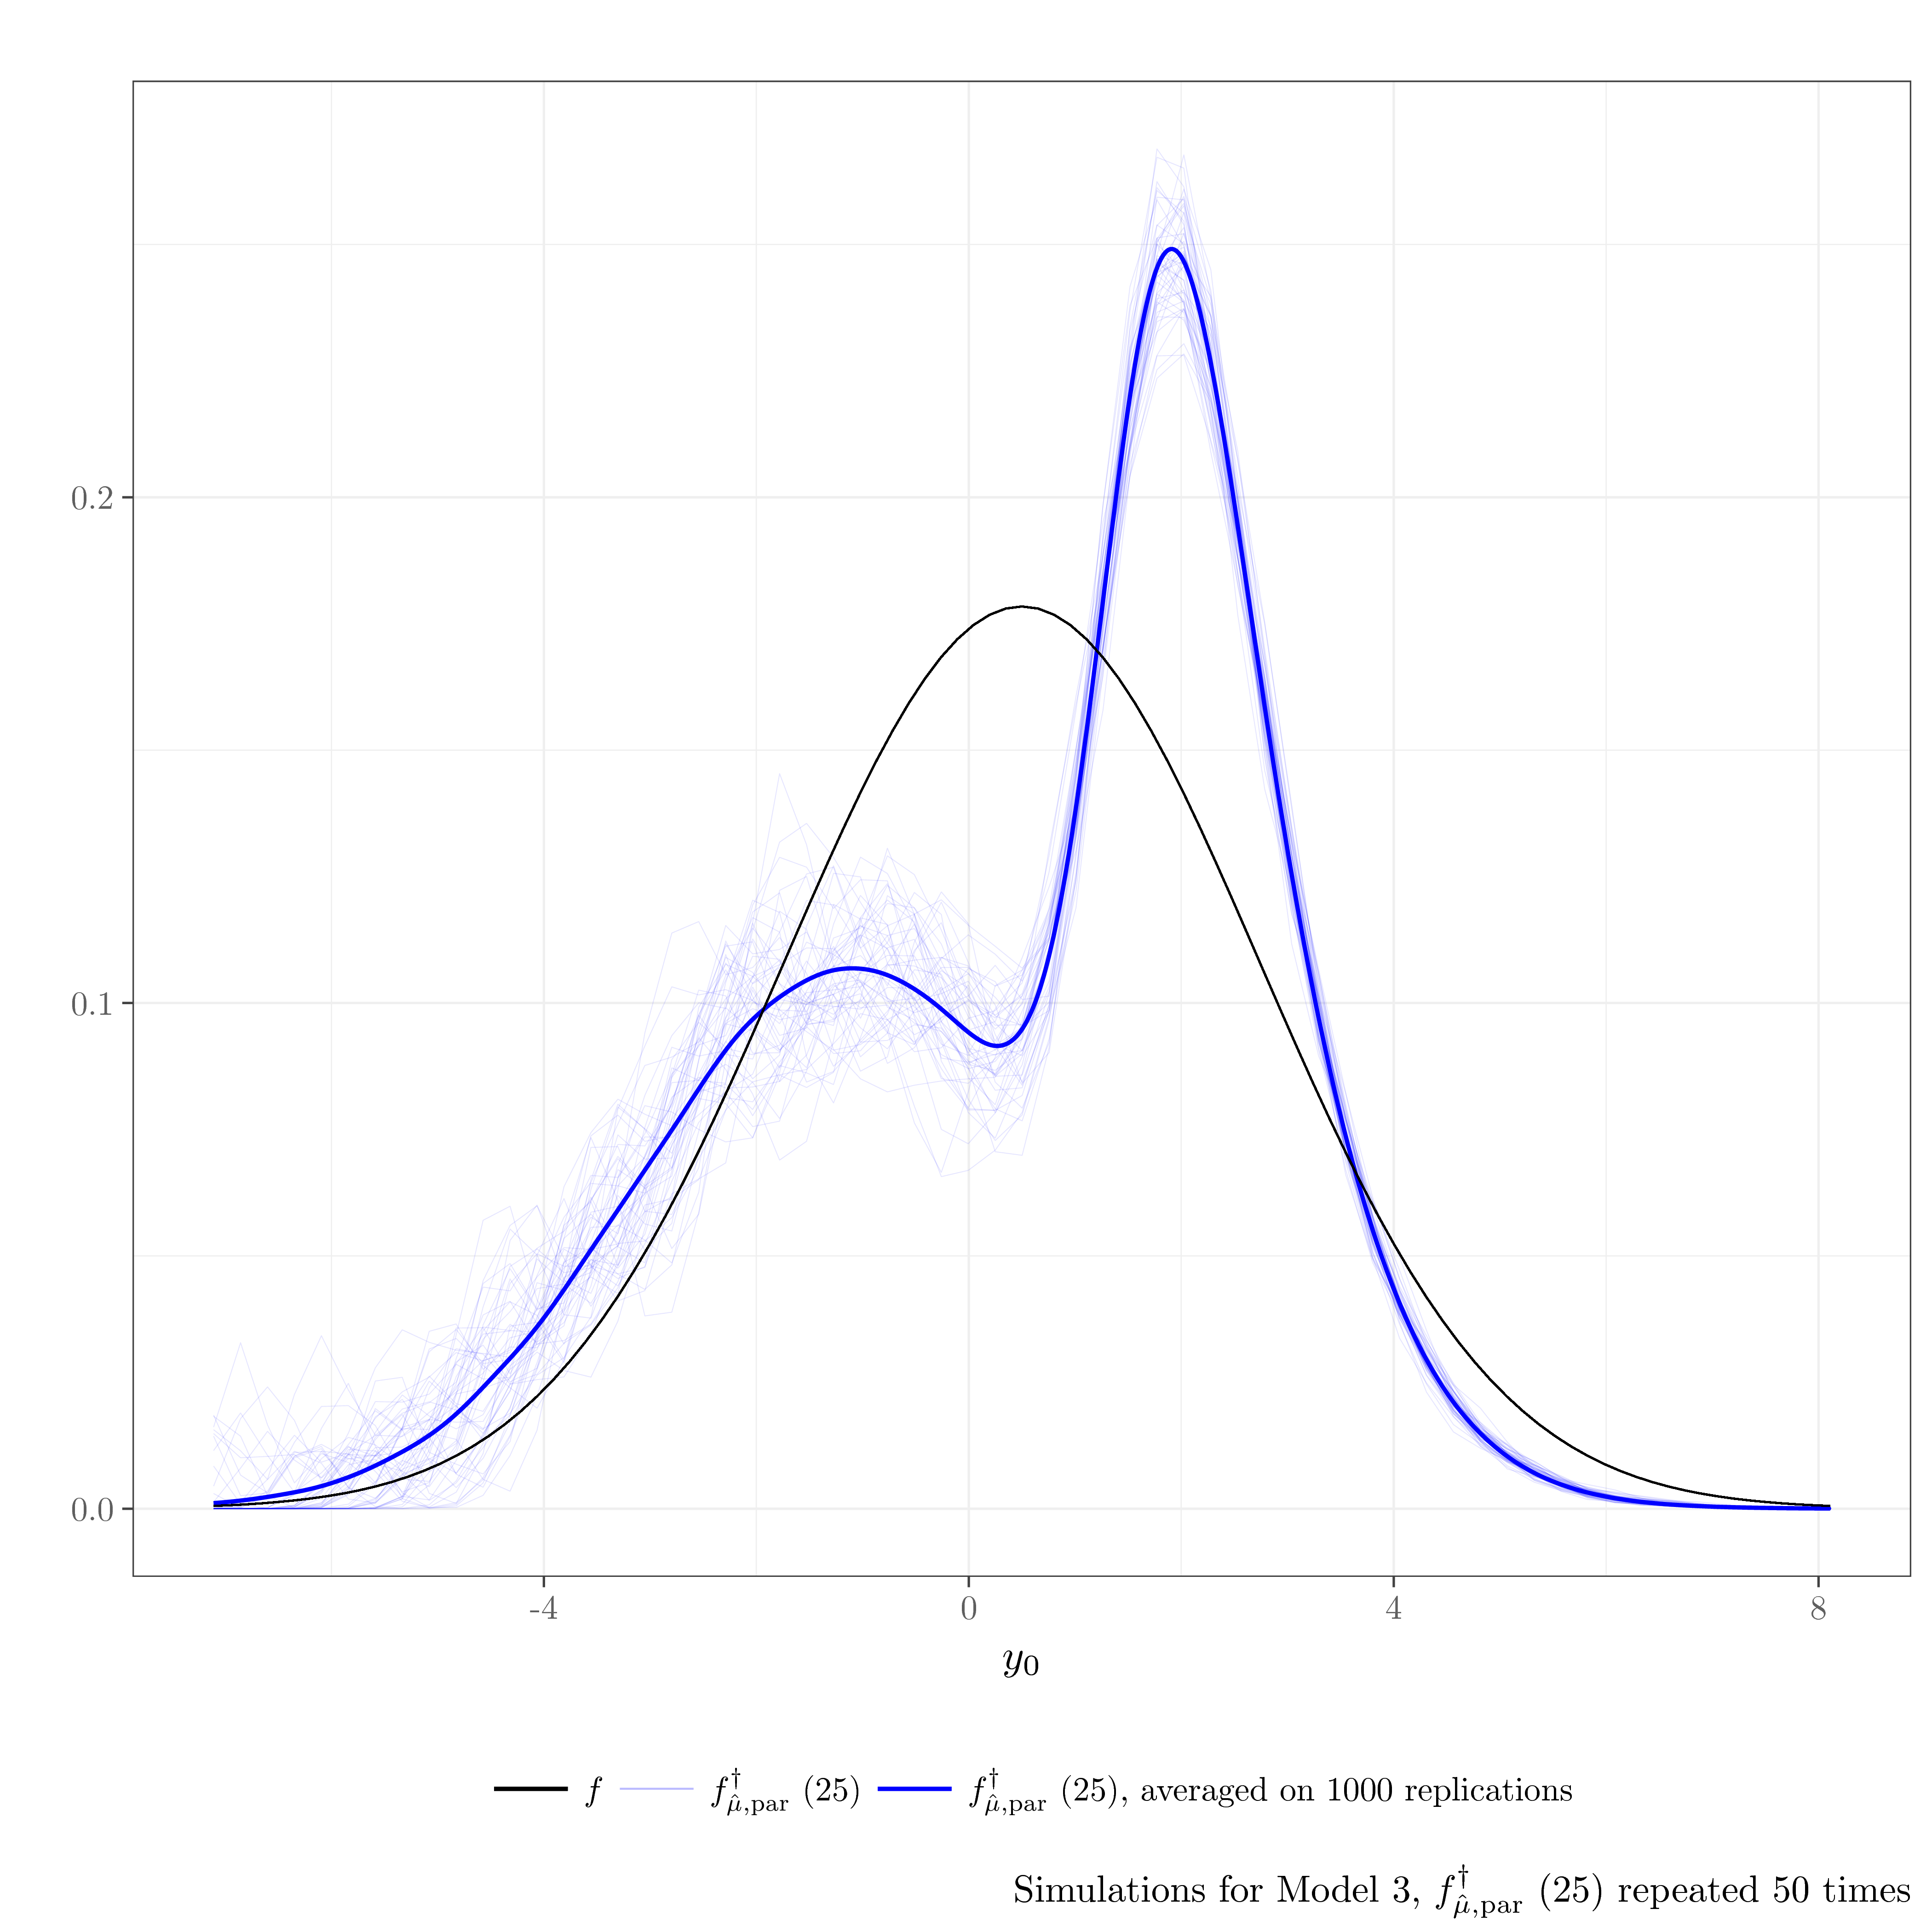 0.2
0.1
0.0
-4 0 4 8
y₀
f f†μ̂,par (25) f†μ̂,par (25), averaged on 1000 replications
Simulations for Model 3, f†μ̂,par (25) repeated 50 times